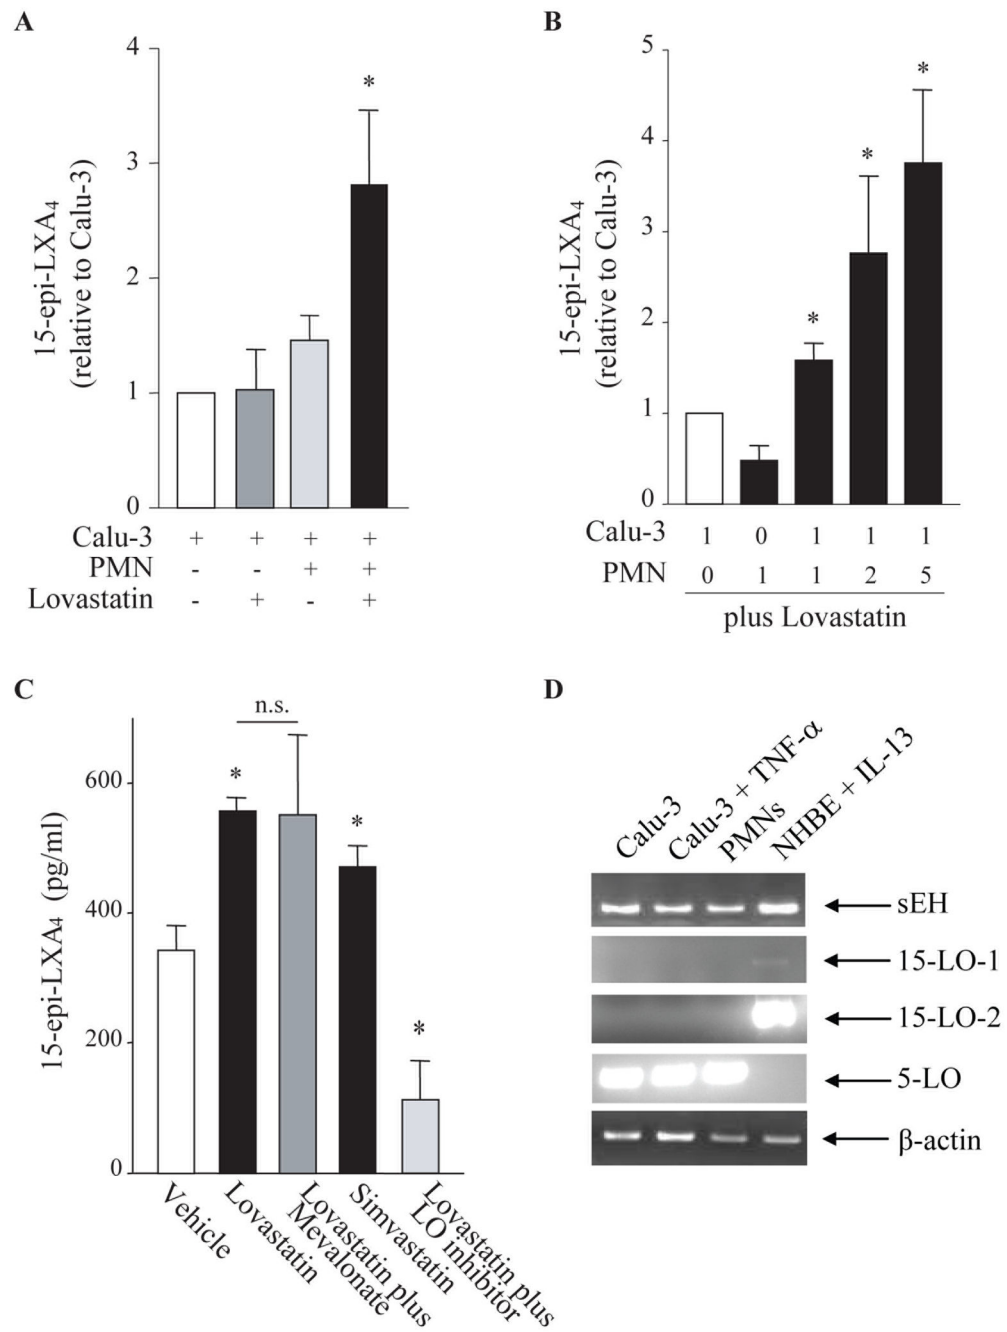 A
4
3
2
1
0
15-epi-LXA4
(relative to Calu-3)
*
Calu-3 + + + +
PMN - - + +
Lovastatin - + - +
B
5
4
3
2
1
0
15-epi-LXA4
(relative to Calu-3)
* * *
Calu-3 1 0 1 1 1
PMN 0 1 1 2 5
plus Lovastatin
C
600
400
200
0
15-epi-LXA4 (pg/ml)
n.s.
* * *
Vehicle
Lovastatin
Lovastatin plus
Mevalonate
Simvastatin
Lovastatin plus
LO inhibitor
D
Calu-3
Calu-3 + TNF-α
PMNs
NHBE + IL-13
sEH
15-LO-1
15-LO-2
5-LO
β-actin